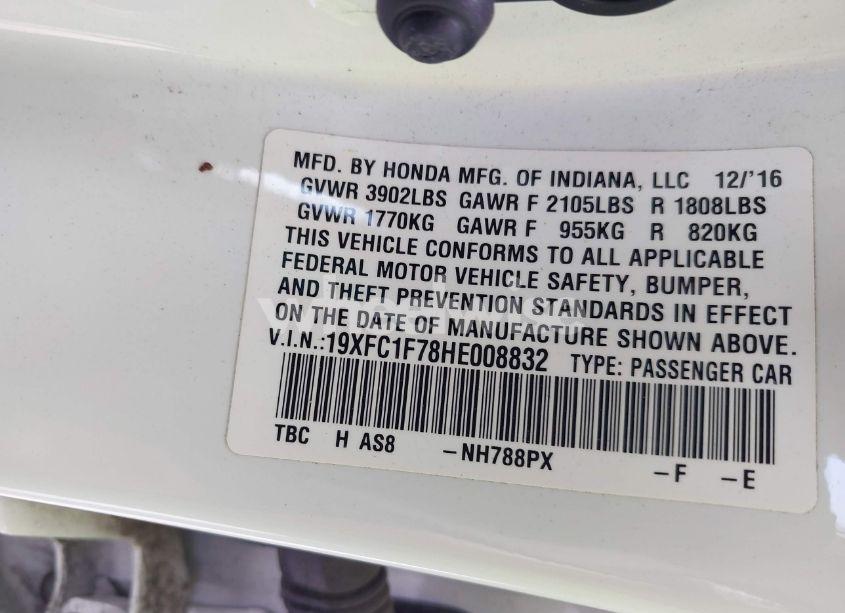 MFD. BY HONDA MFG. OF INDIANA, LLC 12/'16
GVWR 3902LBS GAWR F 2105LBS R 1808LBS
GVWR 1770KG GAWR F 955KG R 820KG
THIS VEHICLE CONFORMS TO ALL APPLICABLE
FEDERAL MOTOR VEHICLE SAFETY, BUMPER,
AND THEFT PREVENTION STANDARDS IN EFFECT
ON THE DATE OF MANUFACTURE SHOWN ABOVE.
V.I.N.:19XFC1F78HE008832 TYPE: PASSENGER CAR
TBC H AS8 -NH788PX -F -E